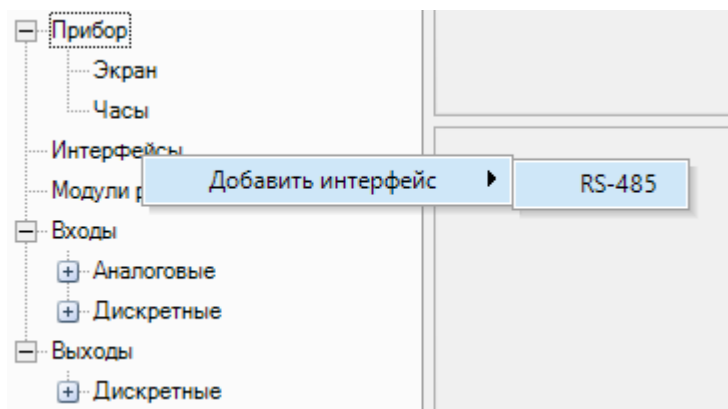 Прибор
Экран
Часы
Интерфейсы
Добавить интерфейс
RS-485
Модули
Входы
Аналоговые
Дискретные
Выходы
Дискретные